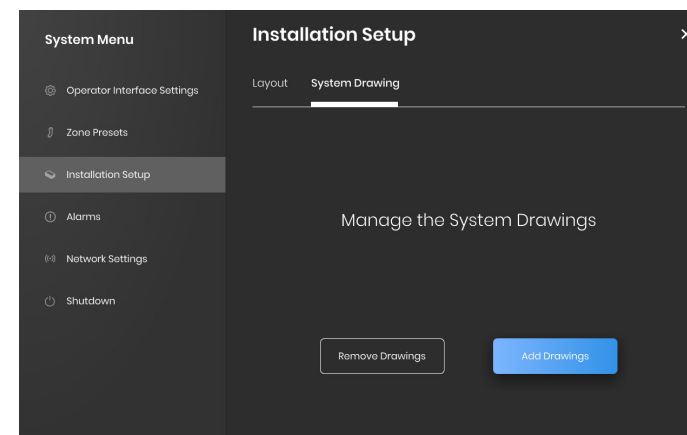 System Menu
Operator Interface Settings
Zone Presets
Installation Setup
Alarms
Network Settings
Shutdown
Installation Setup
Layout System Drawing
Manage the System Drawings
Remove Drawings Add Drawings